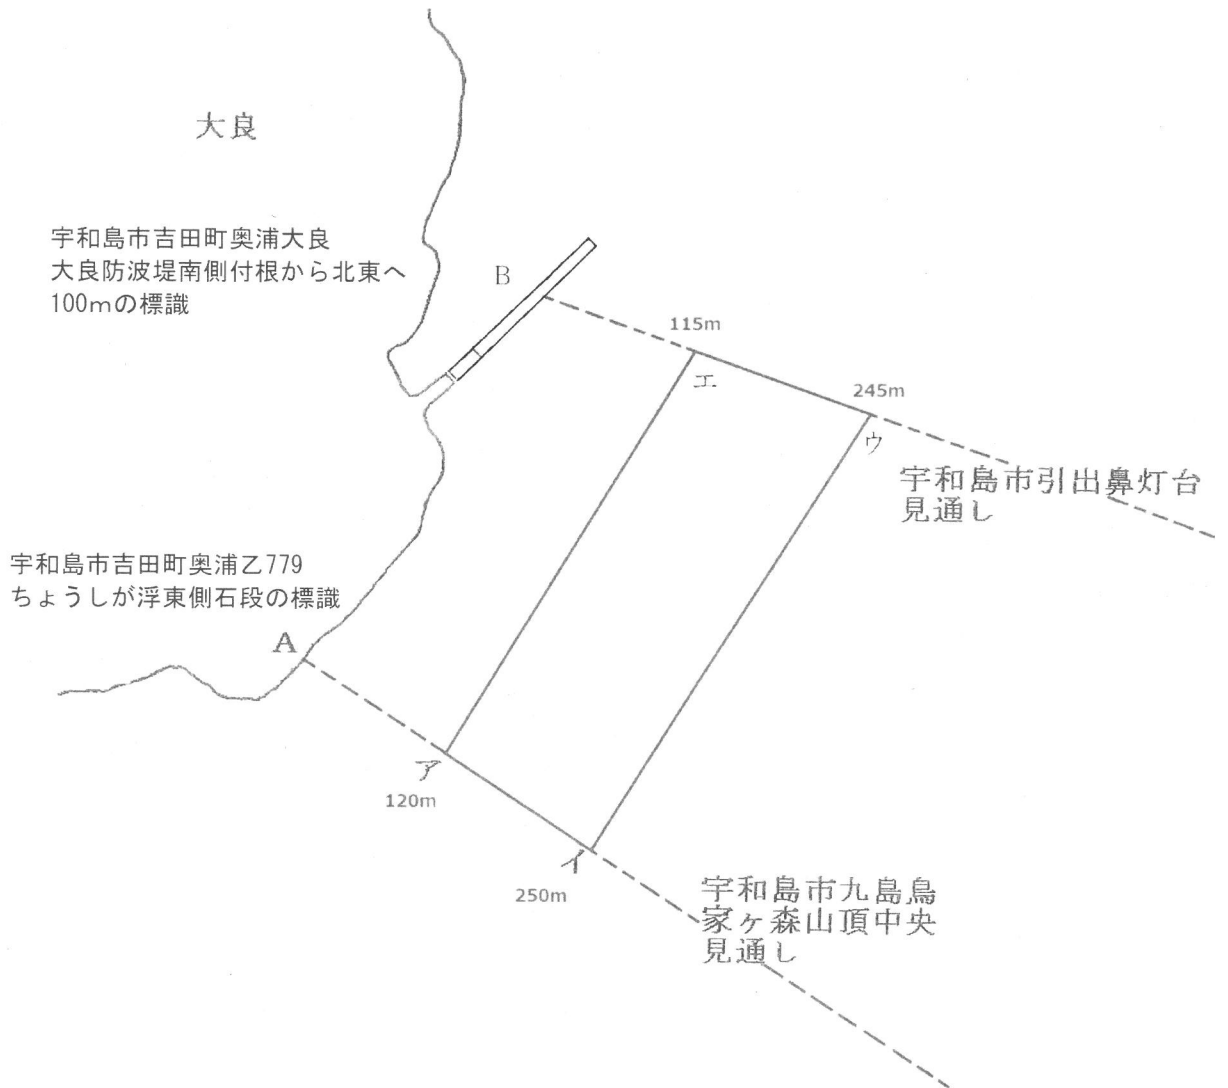 大良
宇和島市吉田町奥浦大良
大良防波堤南側付根から北東へ
100mの標識
B
115m
エ
245m
ウ
宇和島市引出鼻灯台
見通し
宇和島市吉田町奥浦乙779
ちょうしが浮東側石段の標識
A
ア
120m
イ
250m
宇和島市九島鳥
家ヶ森山頂中央
見通し